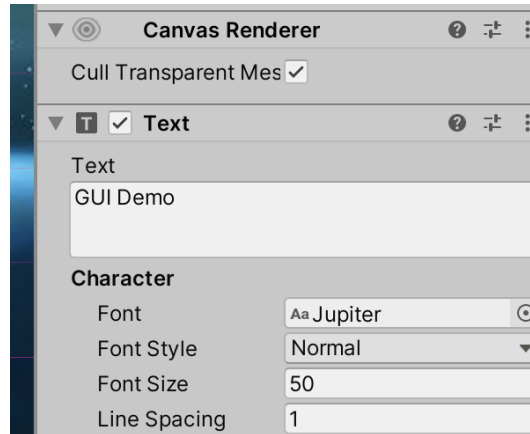 Canvas Renderer
Cull Transparent Mes
T Text
Text
GUI Demo
Character
Font Aa Jupiter
Font Style Normal
Font Size 50
Line Spacing 1